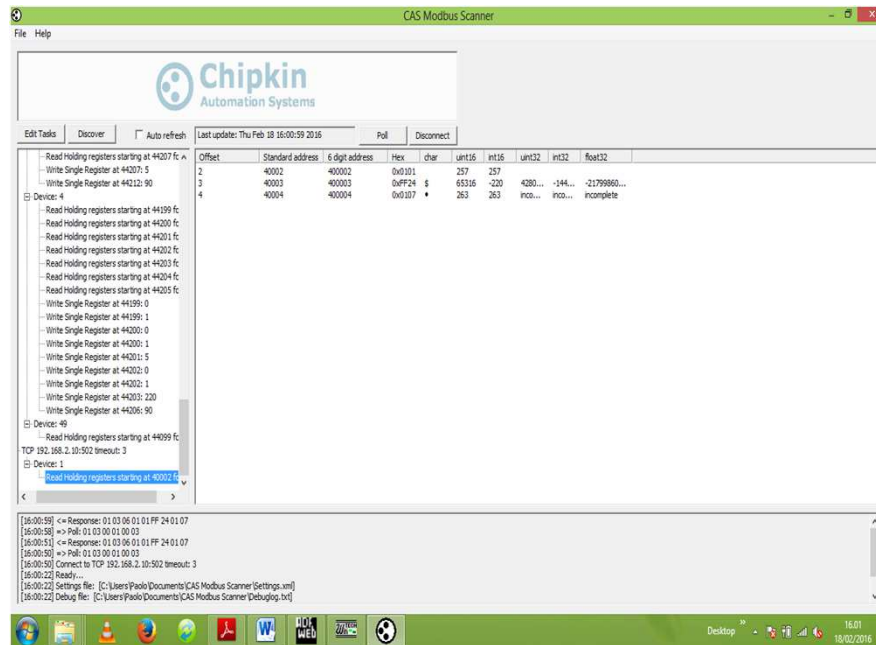 CAS Modbus Scanner
File Help
Chipkin
Automation Systems
Edit Tasks Discover Auto refresh Last update: Thu Feb 18 16:00:59 2016 Poll Disconnect
Read Holding registers starting at 44207 fc
Write Single Register at 44207: 5
Write Single Register at 44212: 90
Device: 4
Read Holding registers starting at 44199 fc
Read Holding registers starting at 44200 fc
Read Holding registers starting at 44201 fc
Read Holding registers starting at 44202 fc
Read Holding registers starting at 44203 fc
Read Holding registers starting at 44204 fc
Read Holding registers starting at 44205 fc
Write Single Register at 44199: 0
Write Single Register at 44199: 1
Write Single Register at 44200: 0
Write Single Register at 44200: 1
Write Single Register at 44201: 5
Write Single Register at 44202: 0
Write Single Register at 44202: 1
Write Single Register at 44203: 220
Write Single Register at 44206: 90
Device: 49
Read Holding registers starting at 44099 fc
TCP 192.168.2.10:502 timeout: 3
Device: 1
Read Holding registers starting at 40002 fc
Offset Standard address 6 digit address Hex char uint16 int16 uint32 int32 float32
2 40002 400002 0x0101 257 257
3 40003 400003 0xFF24 $ 65316 -220 4280... -144... -21799860...
4 40004 400004 0x0107 • 263 263 inco... inco... incomplete
[16:00:59] <= Response: 01 03 06 01 01 FF 24 01 07
[16:00:58] => Poll: 01 03 00 01 00 03
[16:00:51] <= Response: 01 03 06 01 01 FF 24 01 07
[16:00:50] => Poll: 01 03 00 01 00 03
[16:00:50] Connect to TCP 192.168.2.10:502 timeout: 3
[16:00:22] Ready...
[16:00:22] Settings file: [C:\Users\Paolo\Documents\CAS Modbus Scanner\Settings.xml]
[16:00:22] Debug file: [C:\Users\Paolo\Documents\CAS Modbus Scanner\Debuglog.txt]
WEB
Desktop
16.01
18/02/2016